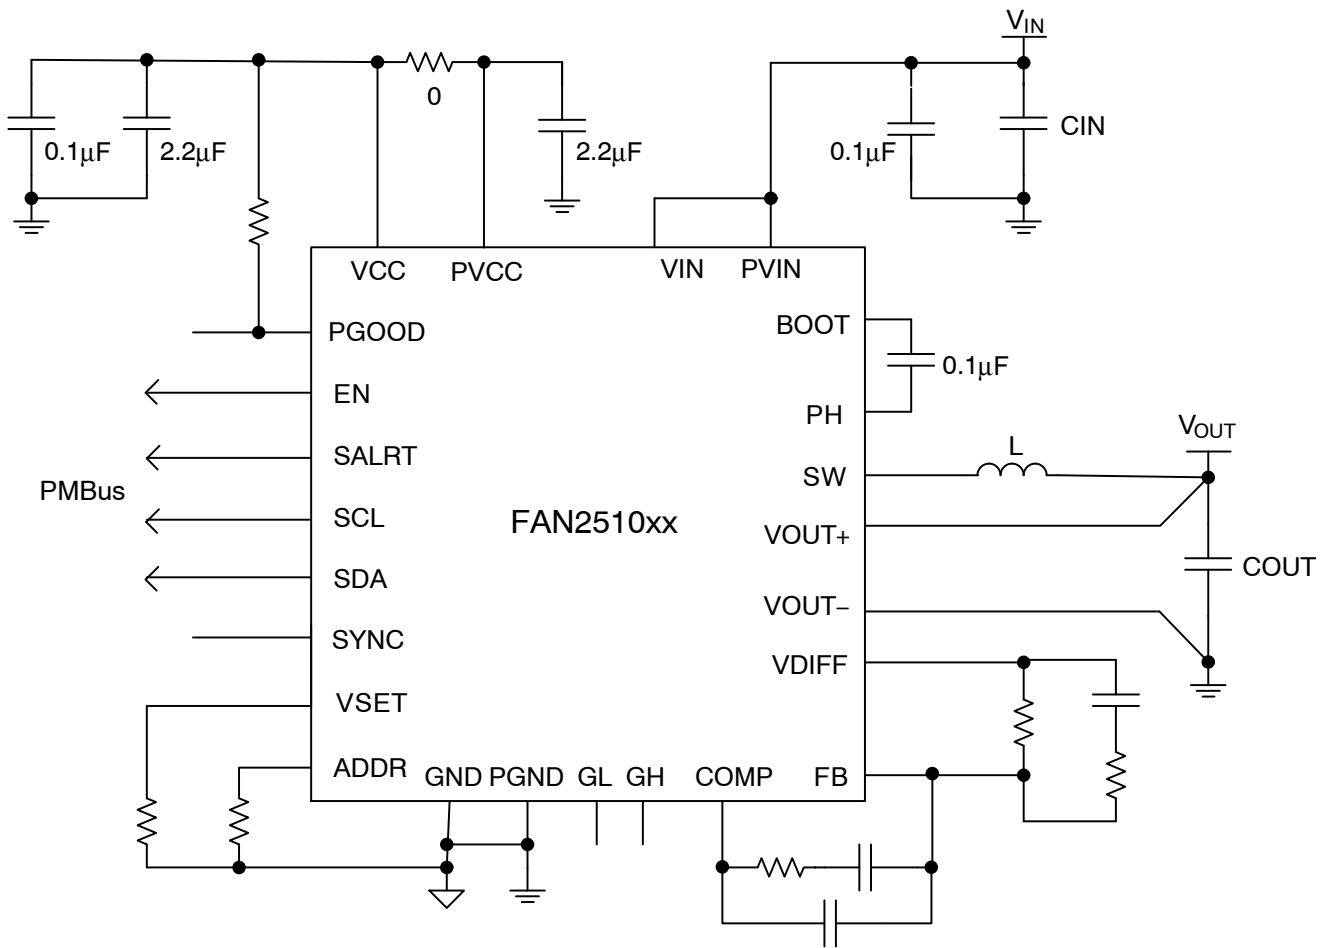 V_IN
0
0.1μF
2.2μF
2.2μF
0.1μF
CIN
VCC
PVCC
VIN
PVIN
PGOOD
BOOT
0.1μF
EN
PH
SALRT
V_OUT
L
SW
PMBus
SCL
FAN2510xx
VOUT+
SDA
COUT
VOUT−
SYNC
VDIFF
VSET
ADDR
GND
PGND
GL
GH
COMP
FB